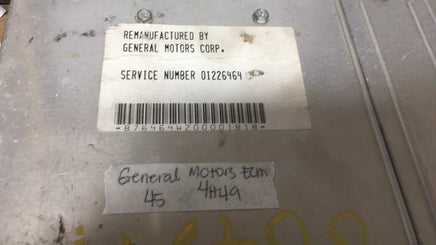 REMANUFACTURED BY
GENERAL MOTORS CORP.
SERVICE NUMBER 01226464
General Motors ECM
45 4H49